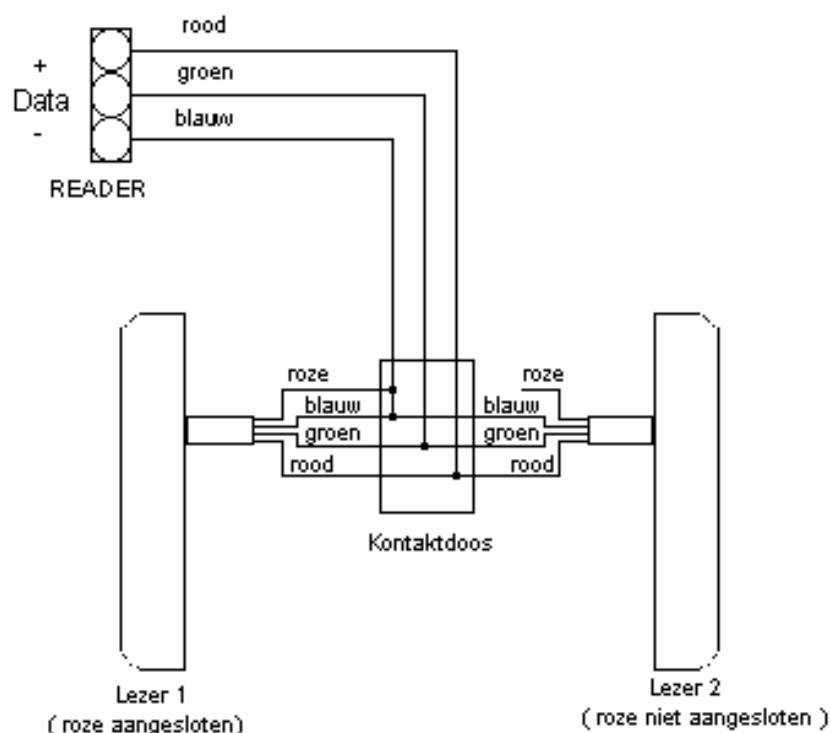 rood
+
groen
Data
blauw
-
READER
roze
roze
blauw
blauw
groen
groen
rood
rood
Kontaktdoos
Lezer 1
( roze aangesloten)
Lezer 2
( roze niet aangesloten )